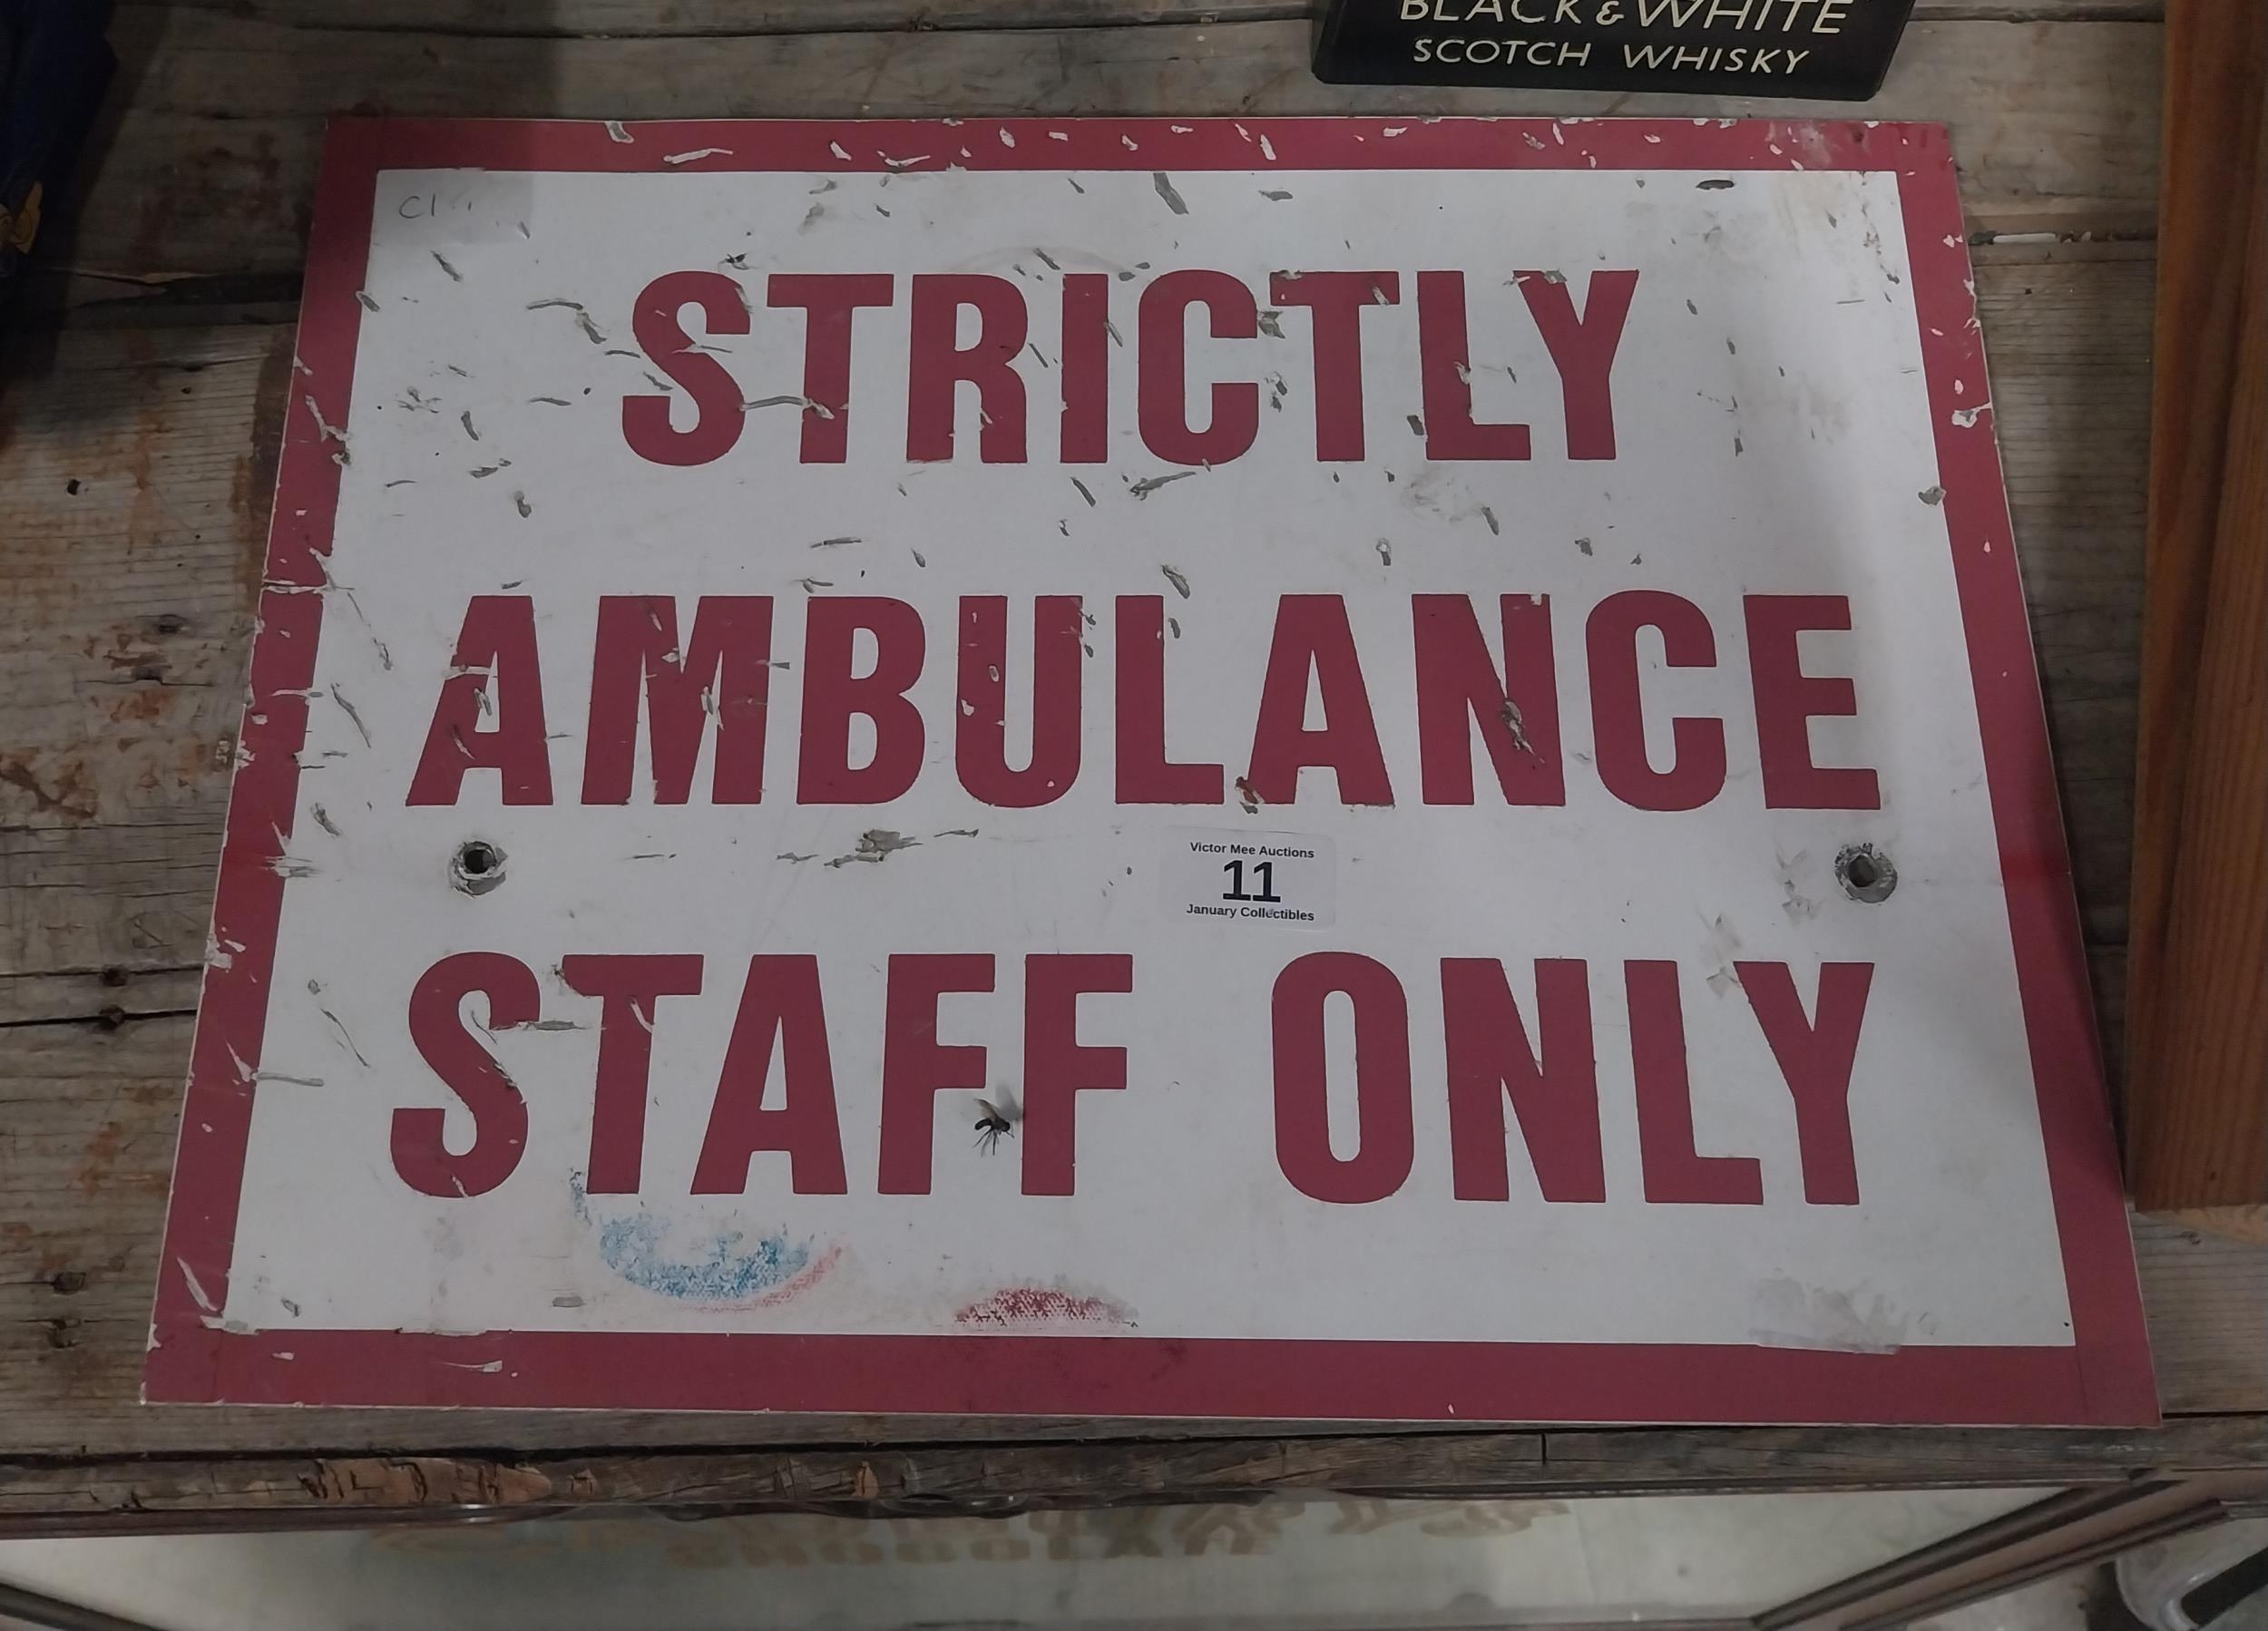 BLACK & WHITE
SCOTCH WHISKY
STRICTLY
AMBULANCE
Victor Mee Auctions
11
January Collectibles
STAFF ONLY